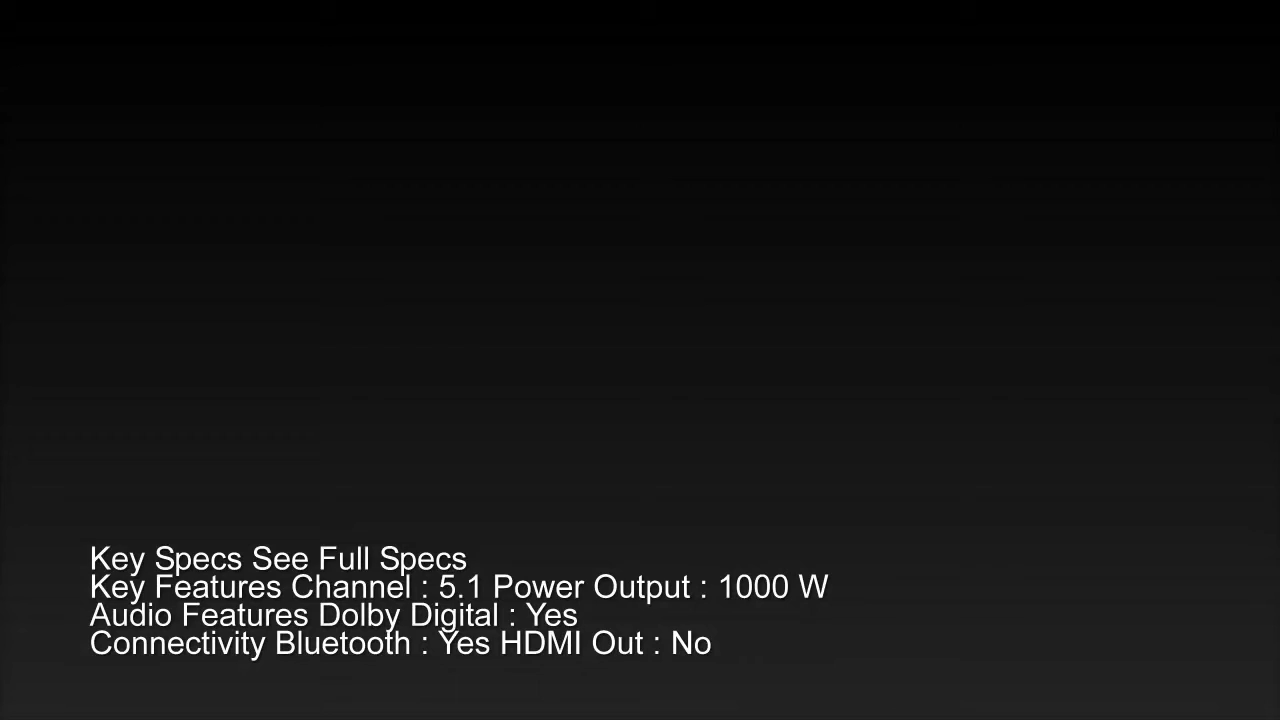 Key Specs See Full Specs
Key Features Channel : 5.1 Power Output : 1000 W
Audio Features Dolby Digital : Yes
Connectivity Bluetooth : Yes HDMI Out : No